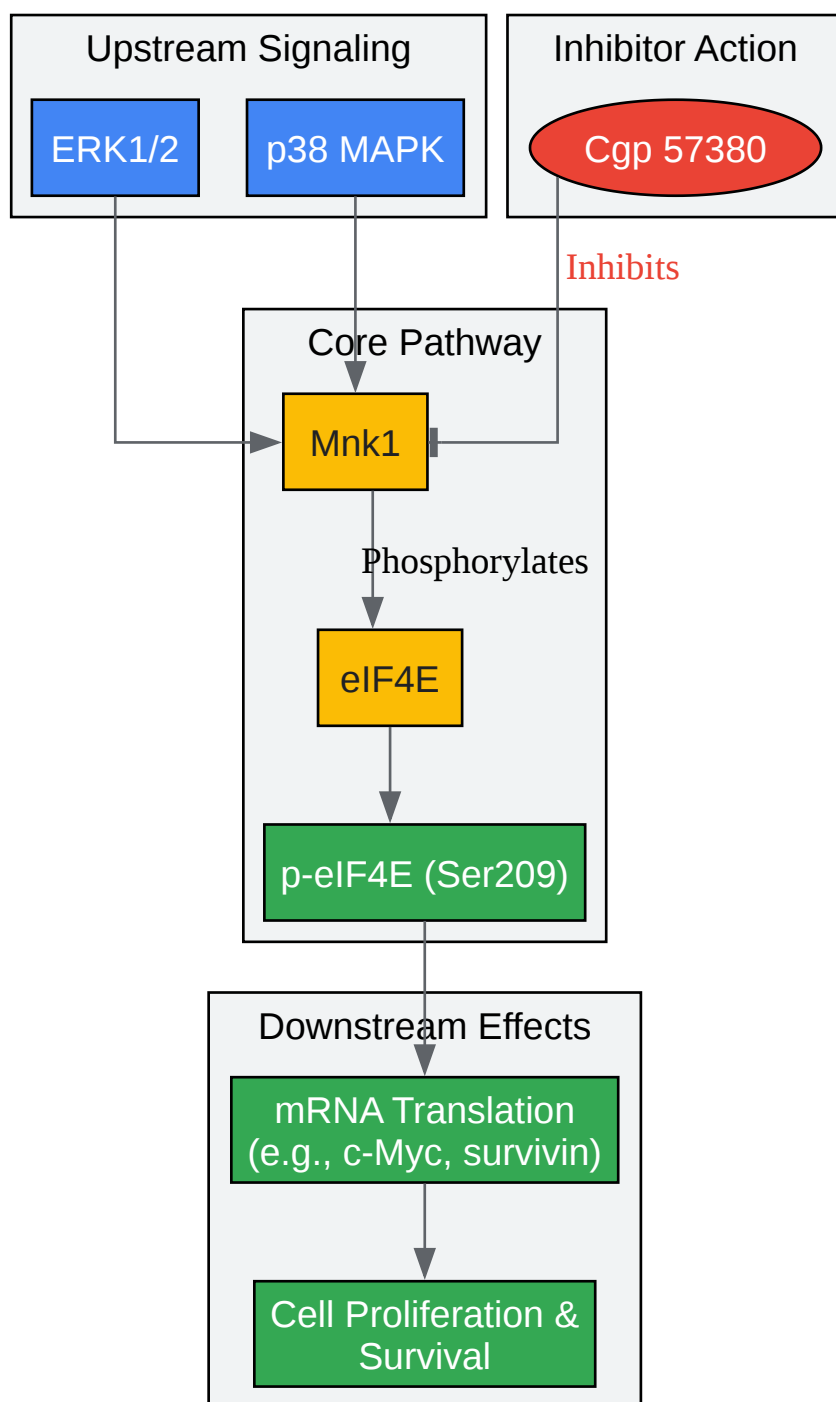 Upstream Signaling
Inhibitor Action
ERK1/2
p38 MAPK
Cgp 57380
Inhibits
Core Pathway
Mnk1
Phosphorylates
eIF4E
p-eIF4E (Ser209)
Downstream Effects
mRNA Translation
(e.g., c-Myc, survivin)
Cell Proliferation &
Survival